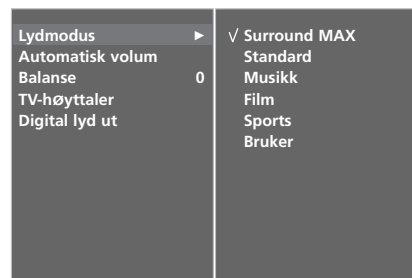 Lydmodus ►
Automatisk volum
Balanse 0
TV-høyttaler
Digital lyd ut
√ Surround MAX
Standard
Musikk
Film
Sports
Bruker